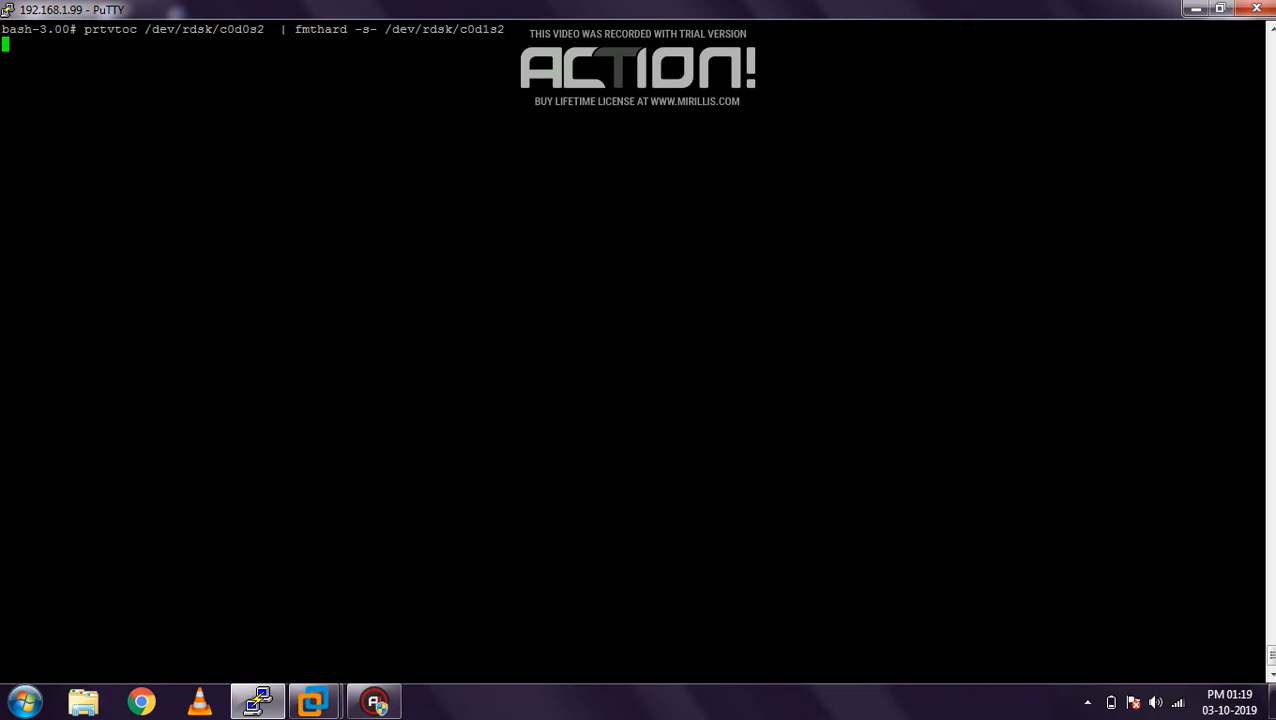 192.168.1.99 - PuTTY
bash-3.00# prtvtoc /dev/rdsk/c0d0s2  | fmthard -s- /dev/rdsk/c0d1s2
THIS VIDEO WAS RECORDED WITH TRIAL VERSION
ACTION!
BUY LIFETIME LICENSE AT WWW.MIRILLIS.COM
PM 01:19
03-10-2019